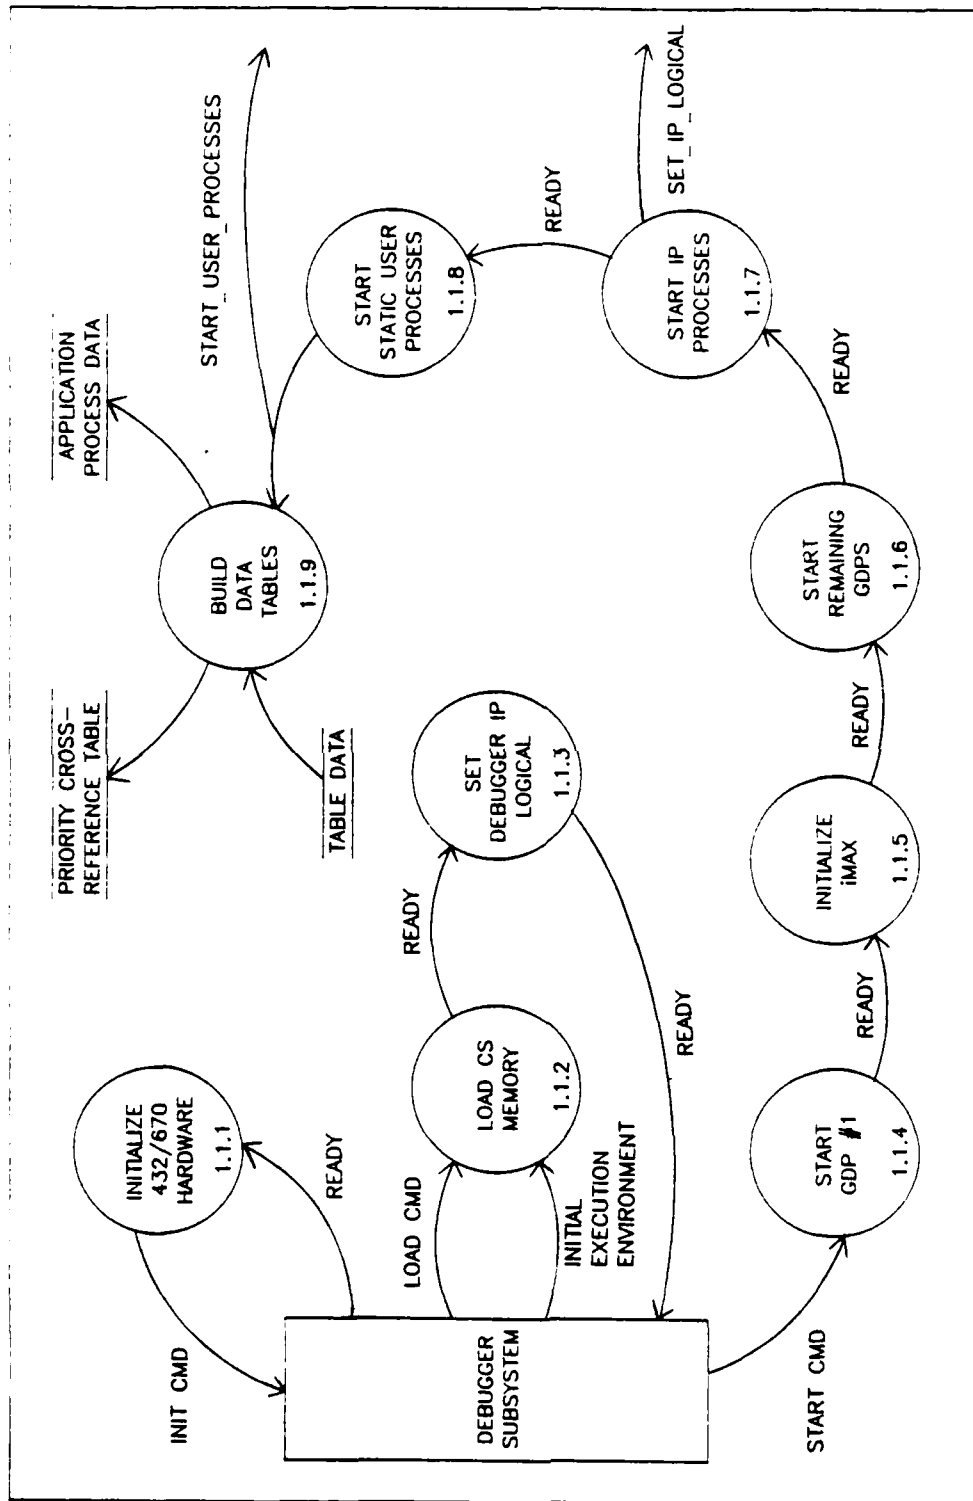 INIT CMD
INITIALIZE
432/670
HARDWARE
1.1.1
READY
DEBUGGER
SUBSYSTEM
LOAD CMD
INITIAL
EXECUTION
ENVIRONMENT
LOAD CS
MEMORY
1.1.2
READY
SET
DEBUGGER IP
LOGICAL
1.1.3
READY
START CMD
START
GDP #1
1.1.4
READY
INITIALIZE
iMAX
1.1.5
READY
START
REMAINING
GDPS
1.1.6
READY
START IP
PROCESSES
1.1.7
SET_IP_LOGICAL
READY
START
STATIC USER
PROCESSES
1.1.8
START_USER_PROCESSES
BUILD
DATA
TABLES
1.1.9
TABLE DATA
PRIORITY CROSS-
REFERENCE TABLE
APPLICATION
PROCESS DATA